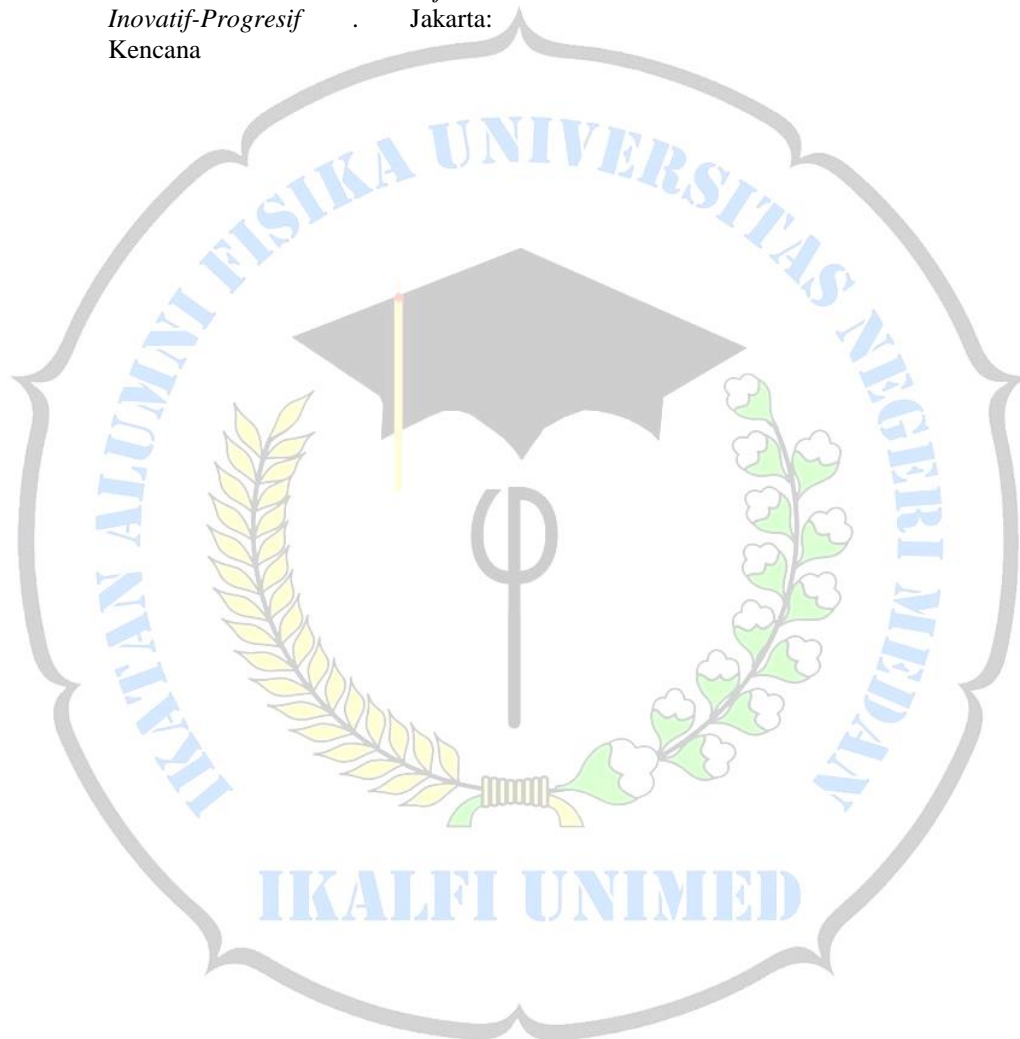 Inovatif-Progresif . Jakarta:
Kencana
IKATAN ALUMNI FISIKA UNIVERSITAS NEGERI MEDAN
φ
IKALFI UNIMED